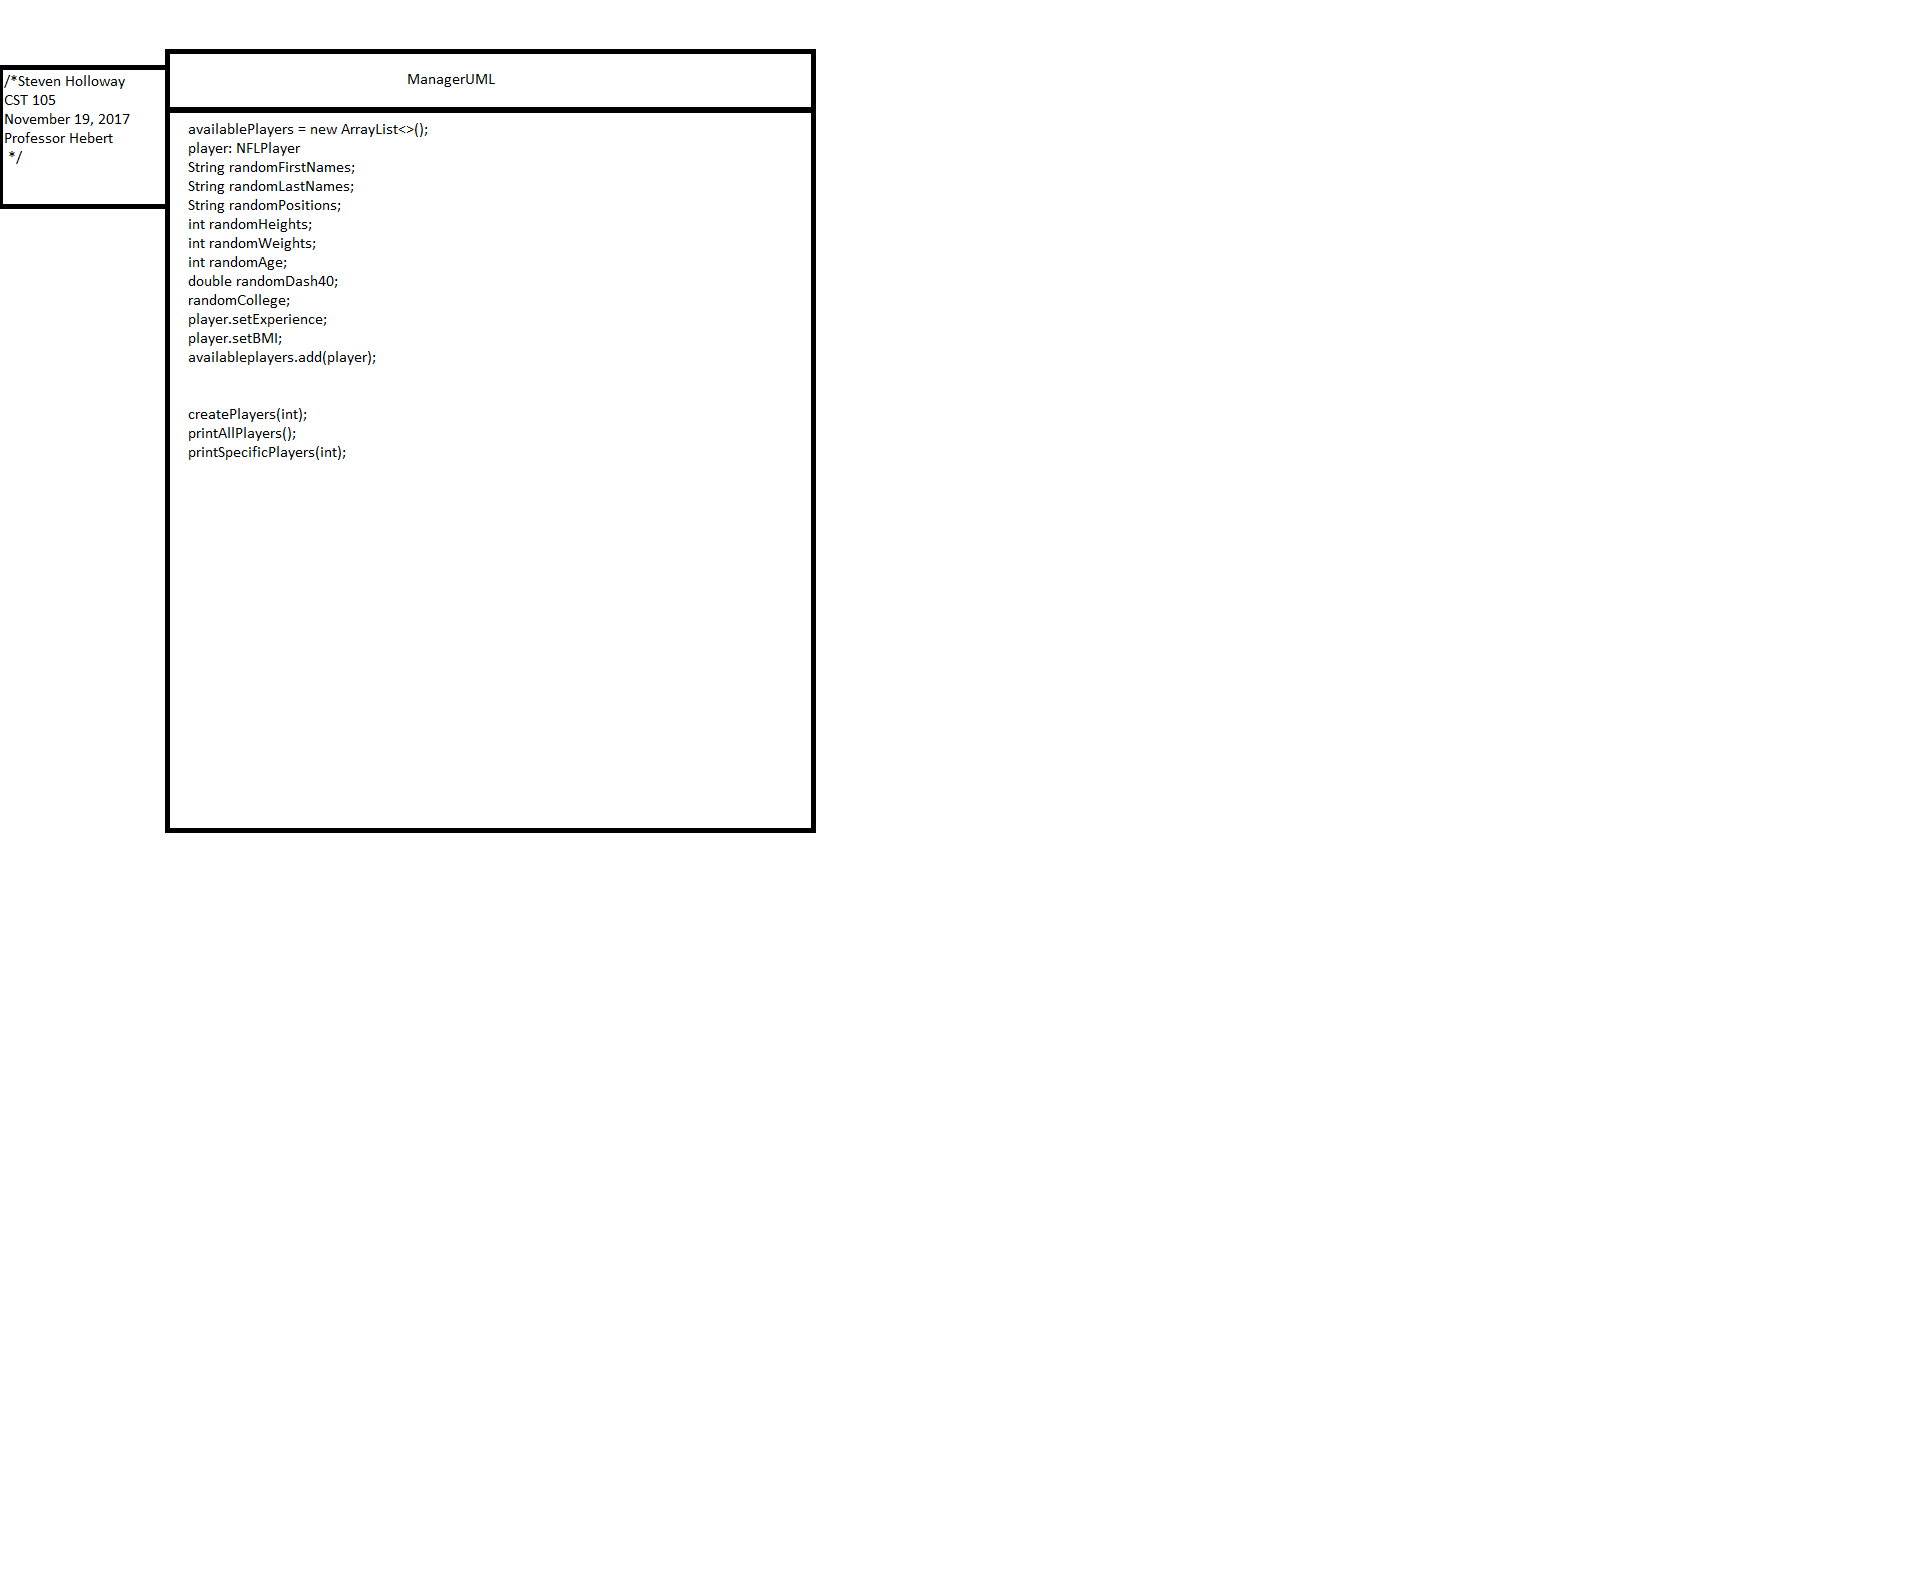 /*Steven Holloway
CST 105
November 19, 2017
Professor Hebert
*/
ManagerUML
availablePlayers = new ArrayList<>();
player: NFLPlayer
String randomFirstNames;
String randomLastNames;
String randomPositions;
int randomHeights;
int randomWeights;
int randomAge;
double randomDash40;
randomCollege;
player.setExperience;
player.setBMI;
availableplayers.add(player);
createPlayers(int);
printAllPlayers();
printSpecificPlayers(int);